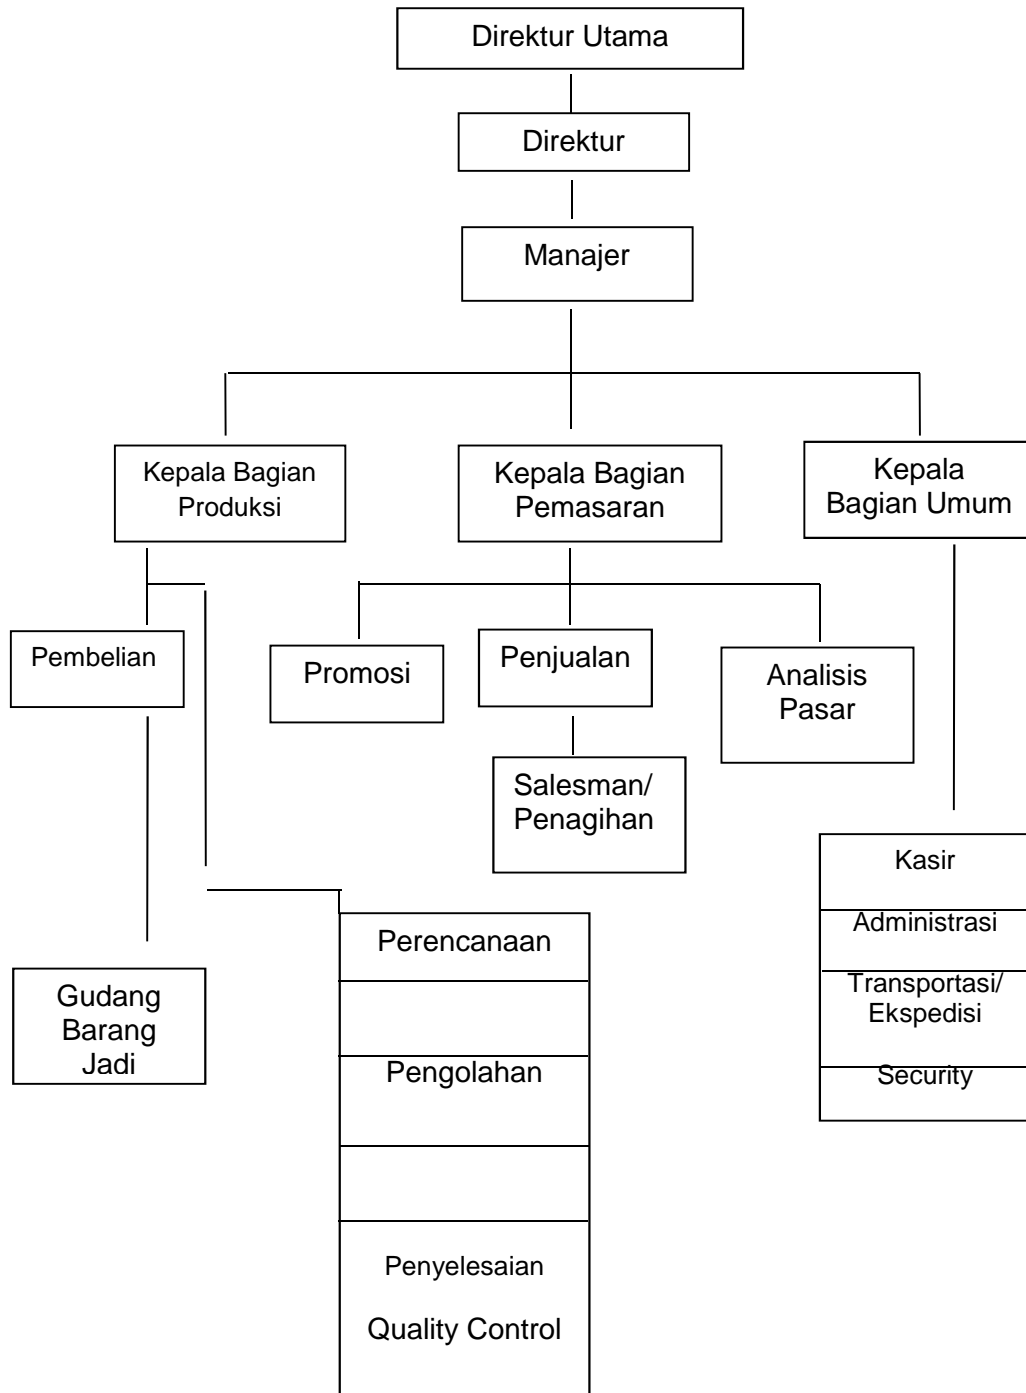 Direktur Utama
Direktur
Manajer
Kepala Bagian
Produksi
Kepala Bagian
Pemasaran
Kepala
Bagian Umum
Pembelian
Promosi
Penjualan
Analisis
Pasar
Salesman/
Penagihan
Gudang
Barang
Jadi
Perencanaan
Pengolahan
Penyelesaian
Quality Control
Kasir
Administrasi
Transportasi/
Ekspedisi
Security